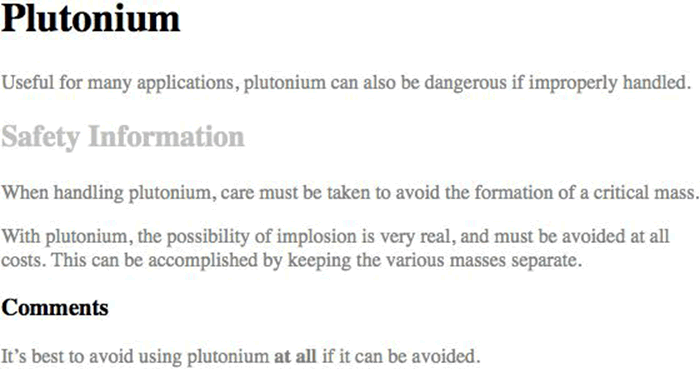 Plutonium
Useful for many applications, plutonium can also be dangerous if improperly handled.
Safety Information
When handling plutonium, care must be taken to avoid the formation of a critical mass.
With plutonium, the possibility of implosion is very real, and must be avoided at all
costs. This can be accomplished by keeping the various masses separate.
Comments
It’s best to avoid using plutonium at all if it can be avoided.